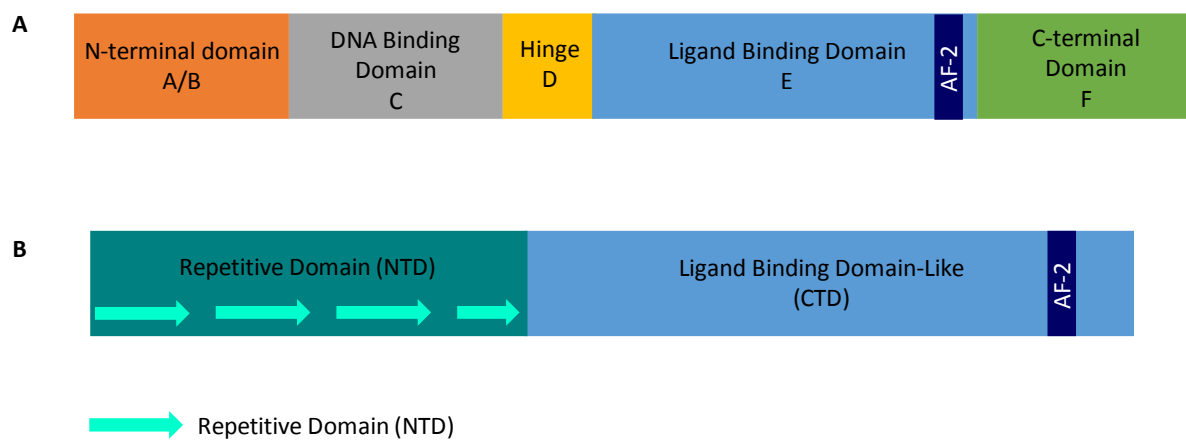 A
N-terminal domain
A/B
DNA Binding
Domain
C
Hinge
D
Ligand Binding Domain
E
AF-2
C-terminal
Domain
F
B
Repetitive Domain (NTD)
Ligand Binding Domain-Like
(CTD)
AF-2
Repetitive Domain (NTD)